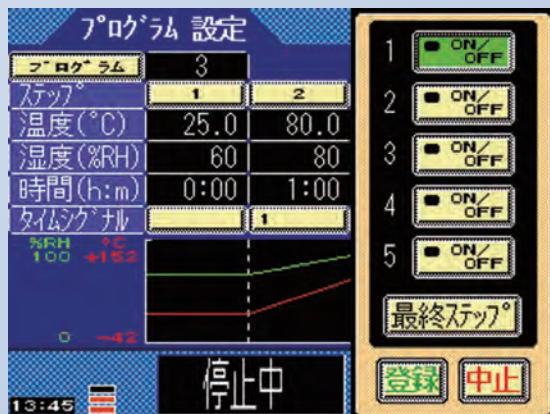 プログラム 設定
プログラム 3
ステップ 1 2
温度(°C) 25.0 80.0
湿度(%RH) 60 80
時間(h:m) 0:00 1:00
タイムシグナル 1
%RH °C
100 +152
0 -42
13:45
停止中
1 ON/OFF
2 ON/OFF
3 ON/OFF
4 ON/OFF
5 ON/OFF
最終ステップ
登録 中止